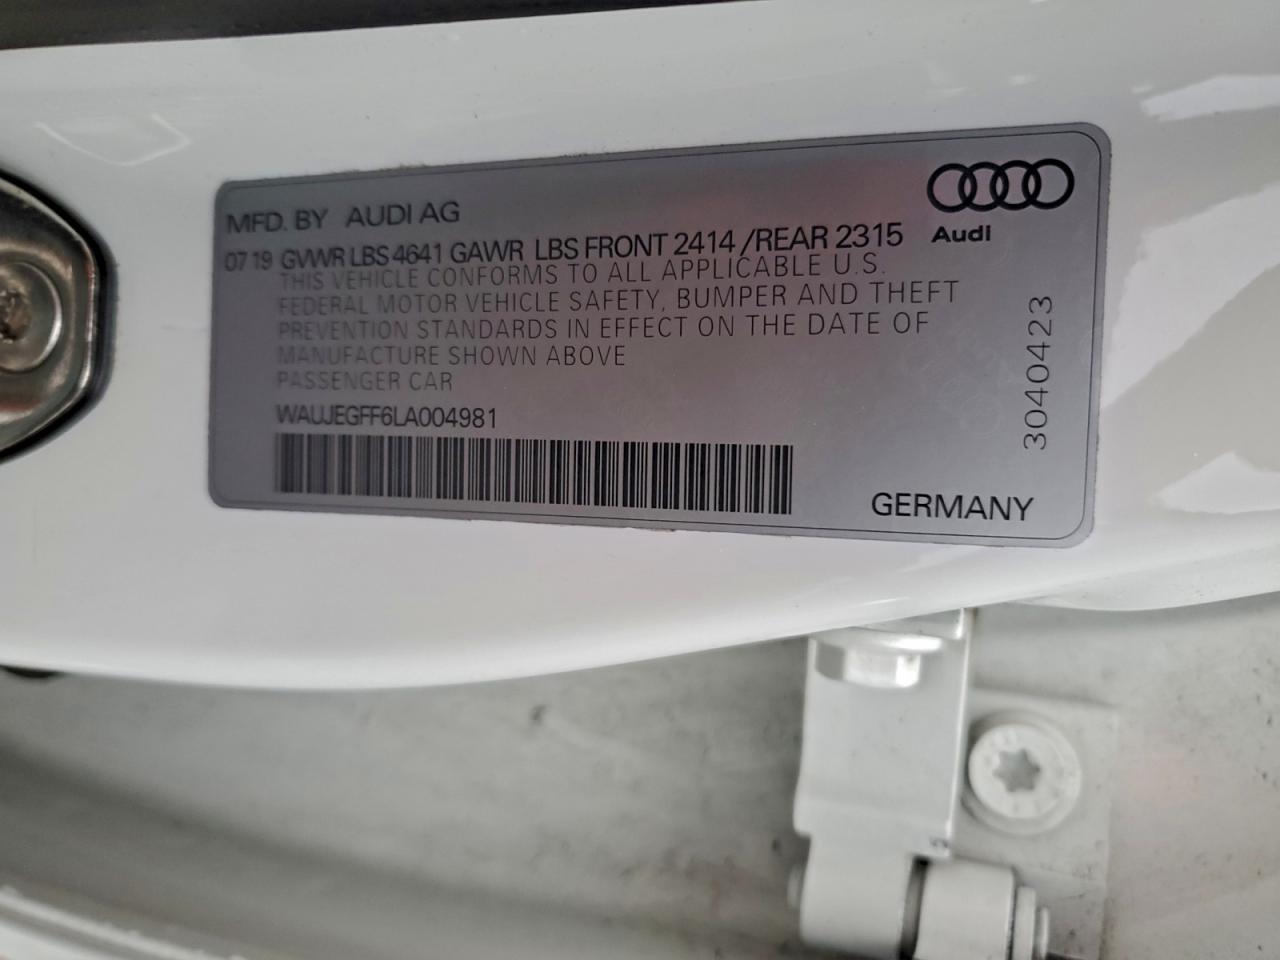 MFD. BY AUDI AG
Audi
07 19 GVWR LBS 4641 GAWR LBS FRONT 2414 /REAR 2315
THIS VEHICLE CONFORMS TO ALL APPLICABLE U.S.
FEDERAL MOTOR VEHICLE SAFETY, BUMPER AND THEFT
PREVENTION STANDARDS IN EFFECT ON THE DATE OF
MANUFACTURE SHOWN ABOVE
PASSENGER CAR
WAUJEGFF6LA004981
3040423
GERMANY